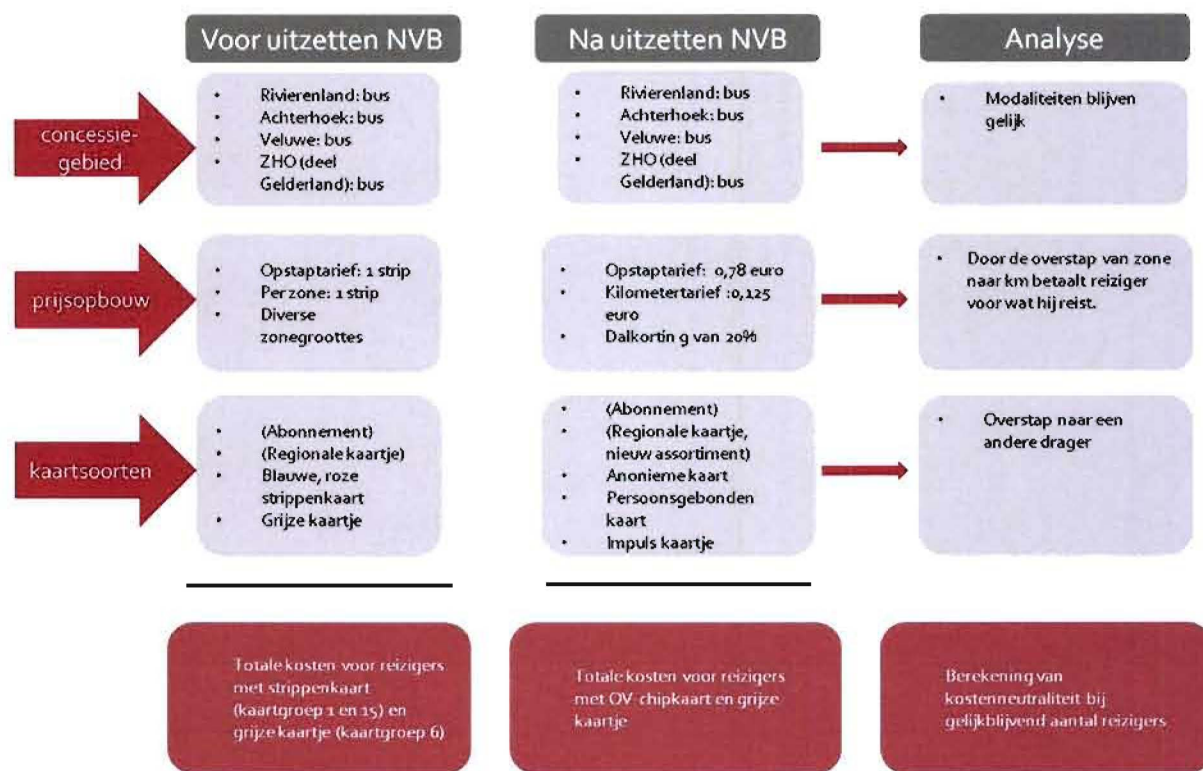 Voor uitzetten NVB
Na uitzetten NVB
Analyse
concessie-
gebied
• Rivierenland: bus
• Achterhoek: bus
• Veluwe: bus
• ZHO (deel
Gelderland): bus
• Rivierenland: bus
• Achterhoek: bus
• Veluwe: bus
• ZHO (deel
Gelderland): bus
• Modaliteiten blijven
gelijk
prijsopbouw
• Opstaptarief: 1 strip
• Per zone: 1 strip
• Diverse
zonegroottes
• Opstaptarief: 0,78 euro
• Kilometertarief :0,125
euro
• Dalkortin g van 20%
• Door de overstap van zone
naar km betaalt reiziger
voor wat hij reist.
kaartsoorten
• (Abonnement)
• (Regionale kaartje)
• Blauwe, roze
strippenkaart
• Grijze kaartje
• (Abonnement)
• (Regionale kaartje,
nieuw assortiment)
• Anonieme kaart
• Persoonsgebonden
kaart
• Impuls kaartje
• Overstap naar een
andere drager
Totale kosten voor reizigers
met strippenkaart
(kaartgroep 1 en 15) en
grijze kaartje (kaartgroep 6)
Totale kosten voor reizigers
met OV-chipkaart en grijze
kaartje
Berekening van
kostenneutraliteit bij
gelijkblijvend aantal reizigers